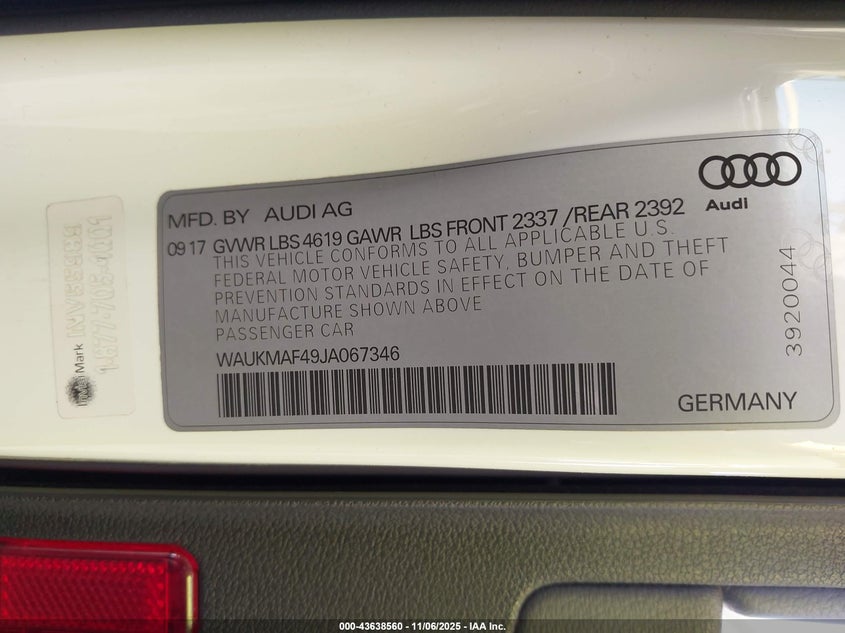 Audi
MFD. BY AUDI AG
09 17 GVWR LBS 4619 GAWR LBS FRONT 2337 /REAR 2392
THIS VEHICLE CONFORMS TO ALL APPLICABLE U.S.
FEDERAL MOTOR VEHICLE SAFETY, BUMPER AND THEFT
PREVENTION STANDARDS IN EFFECT ON THE DATE OF
MANUFACTURE SHOWN ABOVE
PASSENGER CAR
WAUKMAF49JA067346
GERMANY
3920044
Mark
000-43638560 - 11/06/2025 - IAA Inc.